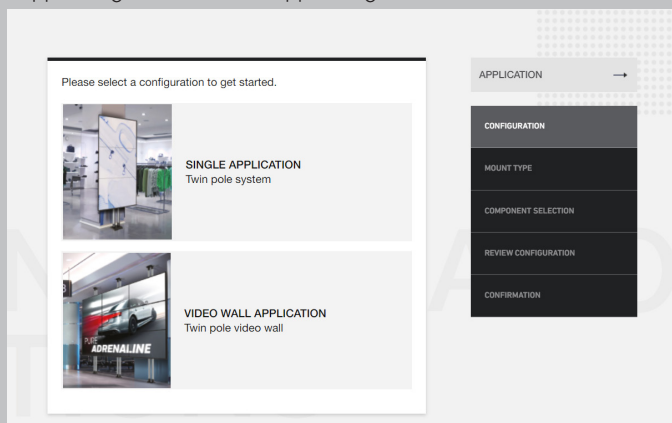 Please select a configuration to get started.
SINGLE APPLICATION
Twin pole system
VIDEO WALL APPLICATION
Twin pole video wall
PURE
ADRENALINE
APPLICATION →
CONFIGURATION
MOUNT TYPE
COMPONENT SELECTION
REVIEW CONFIGURATION
CONFIRMATION